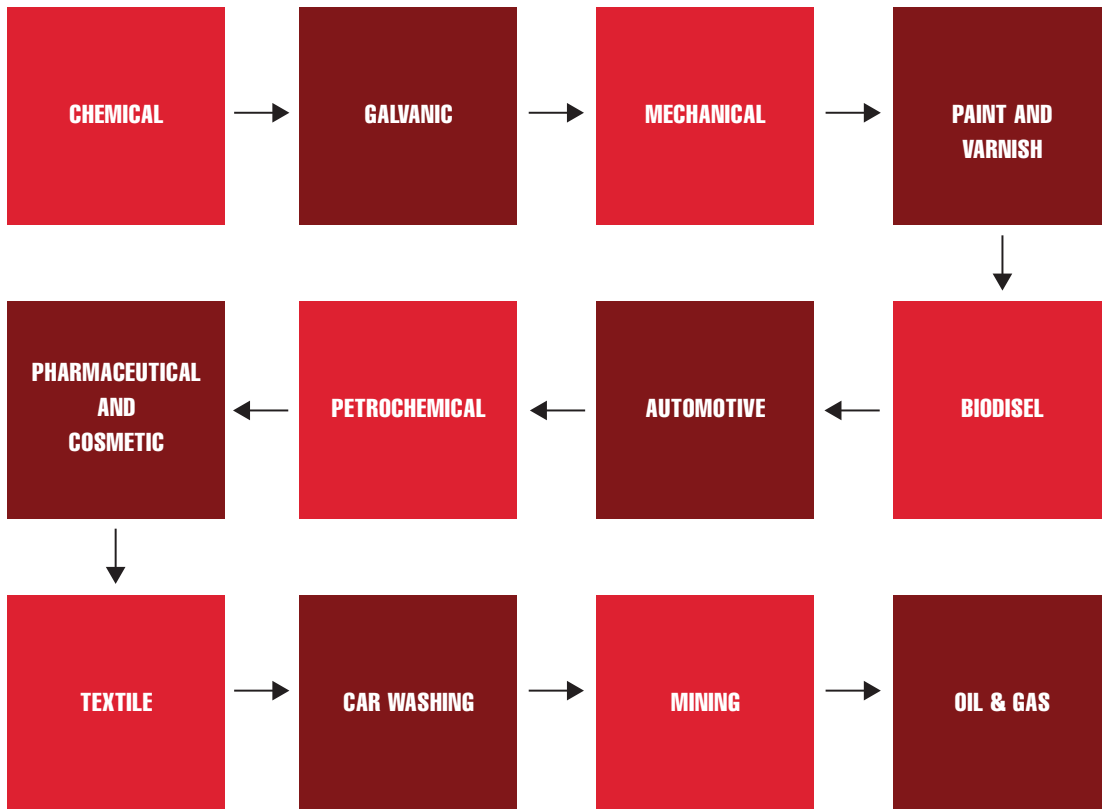 CHEMICAL
GALVANIC
MECHANICAL
PAINT AND
VARNISH
BIODISEL
AUTOMOTIVE
PETROCHEMICAL
PHARMACEUTICAL
AND
COSMETIC
TEXTILE
CAR WASHING
MINING
OIL & GAS